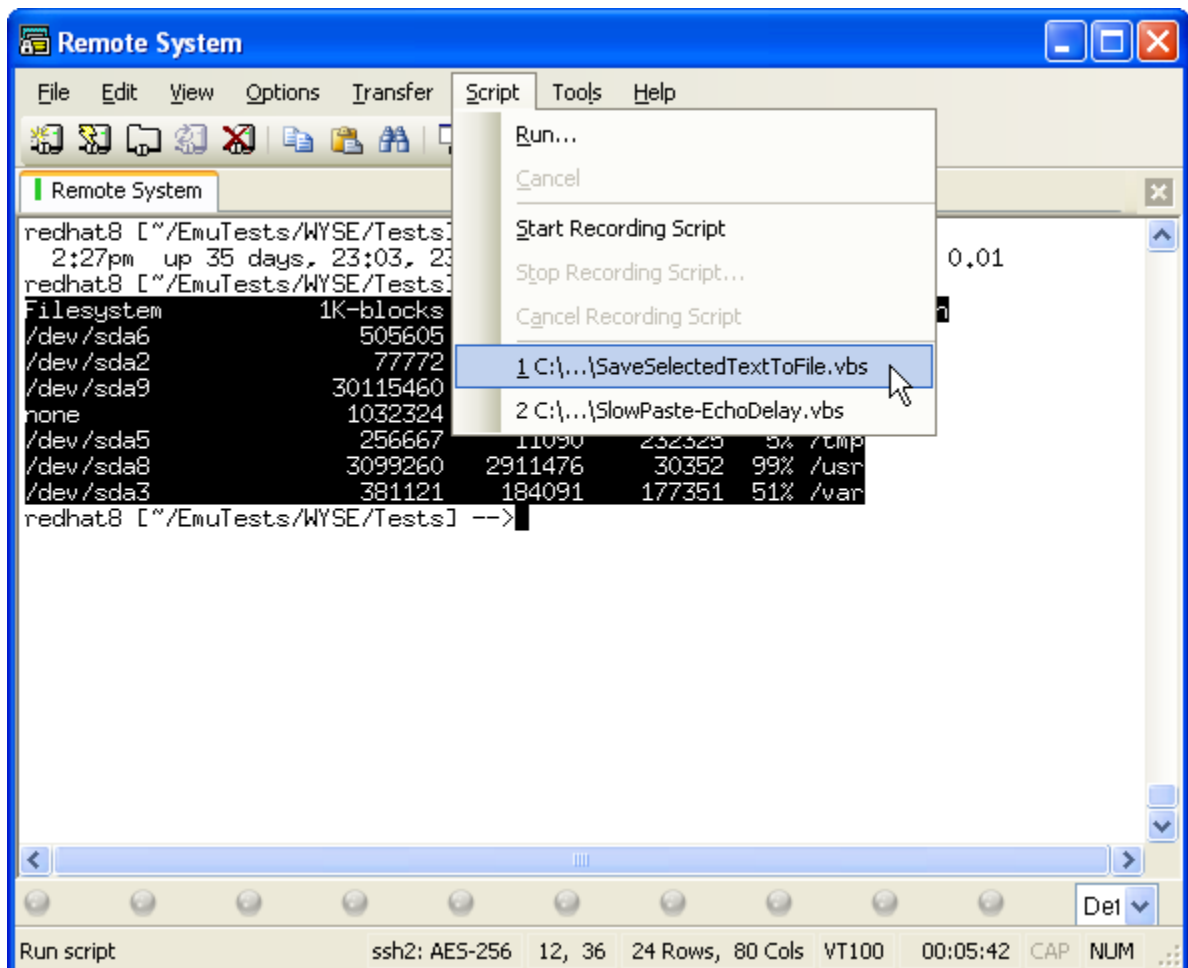 Remote System
File Edit View Options Transfer Script Tools Help
Run...
Cancel
Start Recording Script
Stop Recording Script...
Cancel Recording Script
1 C:\...\SaveSelectedTextToFile.vbs
2 C:\...\SlowPaste-EchoDelay.vbs
Remote System
redhat8 [~/EmuTests/WYSE/Tests]
2:27pm up 35 days, 23:03, 0.01
redhat8 [~/EmuTests/WYSE/Tests]
Filesystem 1K-blocks
/dev/sda6 505605
/dev/sda2 77772
/dev/sda9 30115460
none 1032324
/dev/sda5 256667 11090 232325 5% /tmp
/dev/sda8 3099260 2911476 30352 99% /usr
/dev/sda3 381121 184091 177351 51% /var
redhat8 [~/EmuTests/WYSE/Tests] -->
Run script ssh2: AES-256 12, 36 24 Rows, 80 Cols VT100 00:05:42 CAP NUM